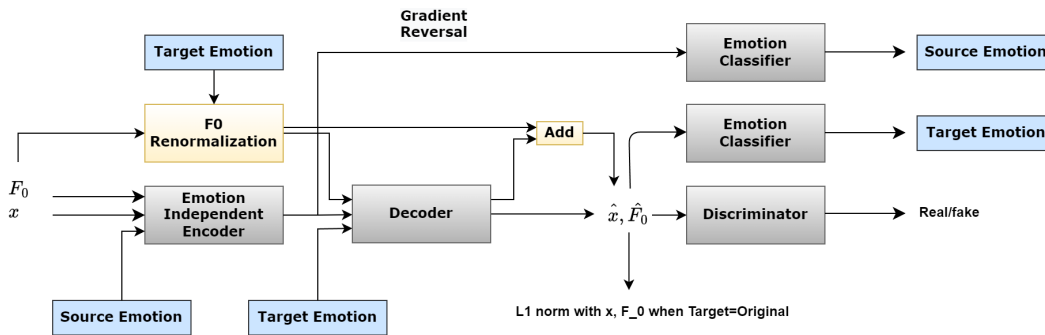 Gradient
Reversal
Target Emotion
Emotion
Classifier
Source Emotion
F0
Renormalization
Add
Emotion
Classifier
Target Emotion
F₀
x
Emotion
Independent
Encoder
Decoder
x̂, F̂₀
Discriminator
Real/fake
Source Emotion
Target Emotion
L1 norm with x, F_0 when Target=Original